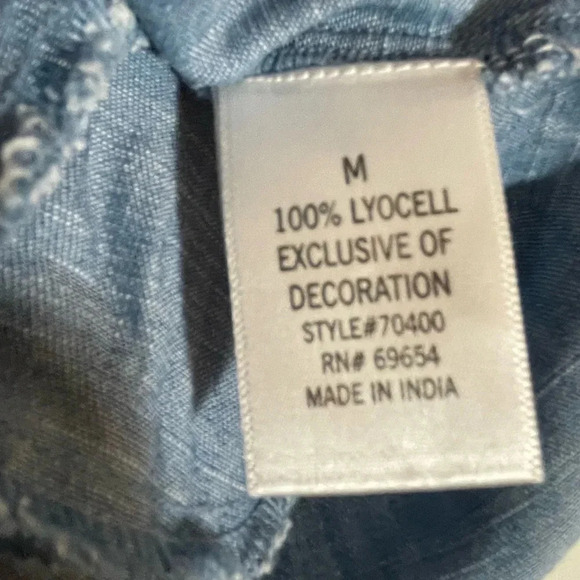 M
100% LYOCELL
EXCLUSIVE OF
DECORATION
STYLE#70400
RN# 69654
MADE IN INDIA